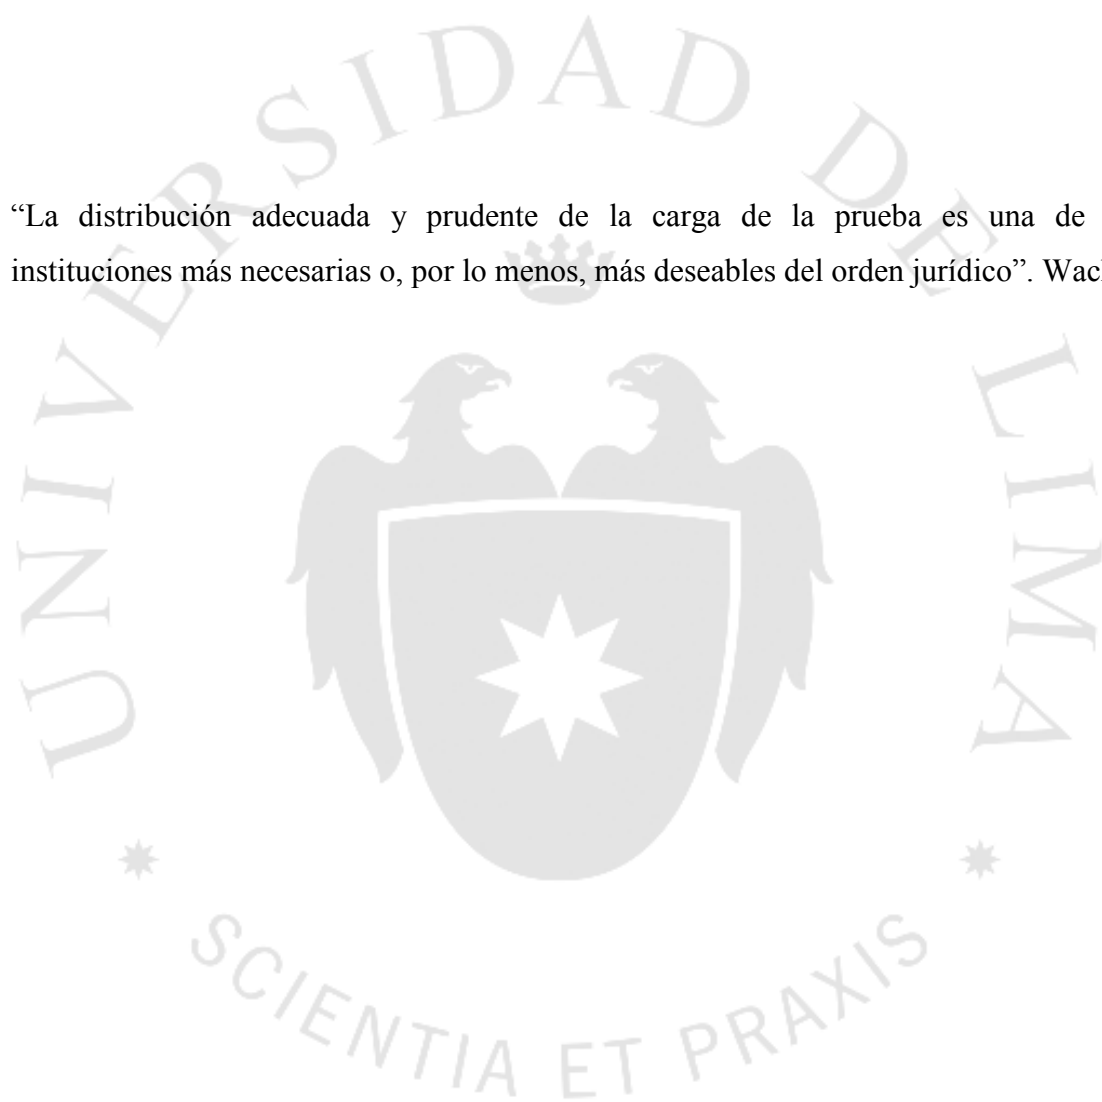 UNIVERSIDAD DE LIMA
“La distribución adecuada y prudente de la carga de la prueba es una de
instituciones más necesarias o, por lo menos, más deseables del orden jurídico”.
SCIENTIA ET PRAXIS